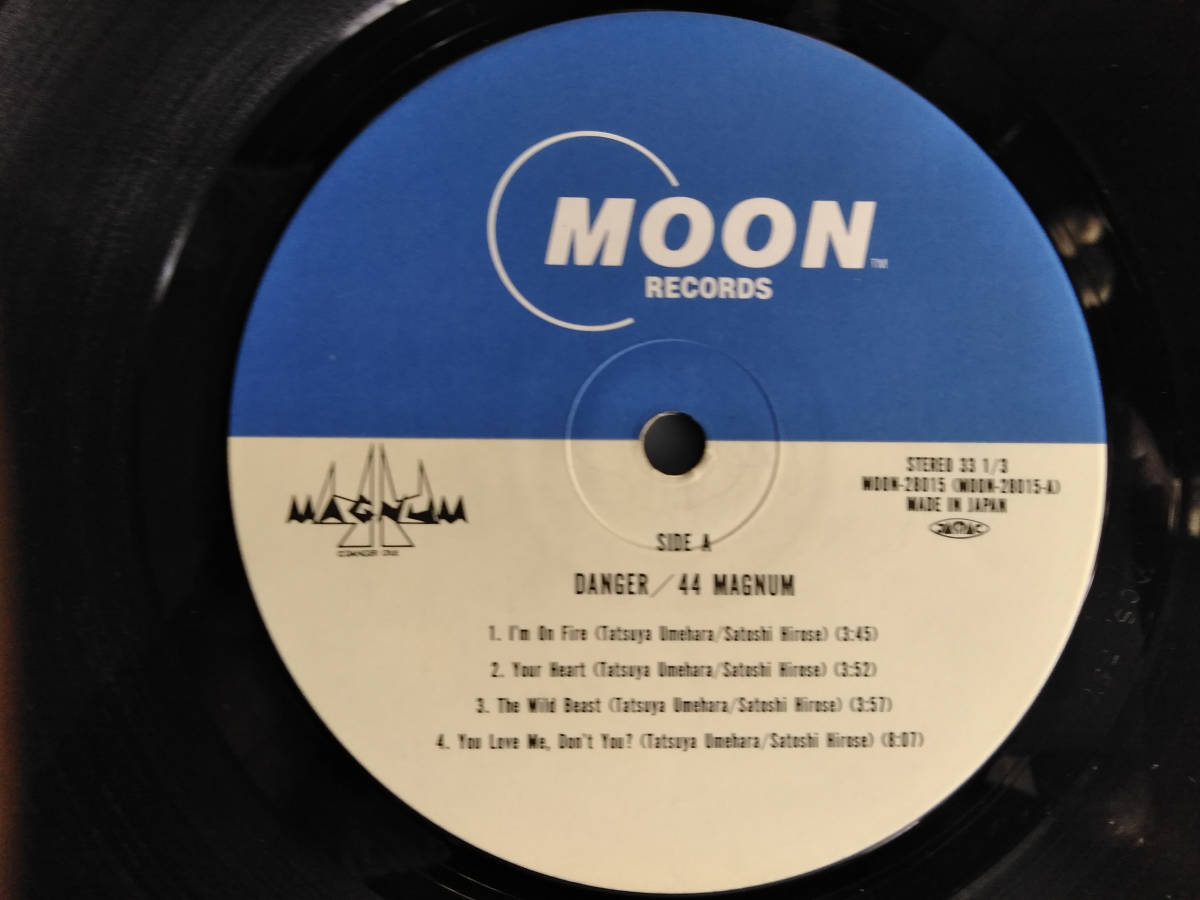 MOON TM
RECORDS
44
MAGNUM
STEREO 33 1/3
MOON-28015 (MOON-28015-A)
MADE IN JAPAN
JASRAC
SIDE A
DANGER／44 MAGNUM
1. I'm On Fire (Tatsuya Umehara/Satoshi Hirose) (3:45)
2. Your Heart (Tatsuya Umehara/Satoshi Hirose) (3:52)
3. The Wild Beast (Tatsuya Umehara/Satoshi Hirose) (3:57)
4. You Love Me, Don't You? (Tatsuya Umehara/Satoshi Hirose) (8:07)